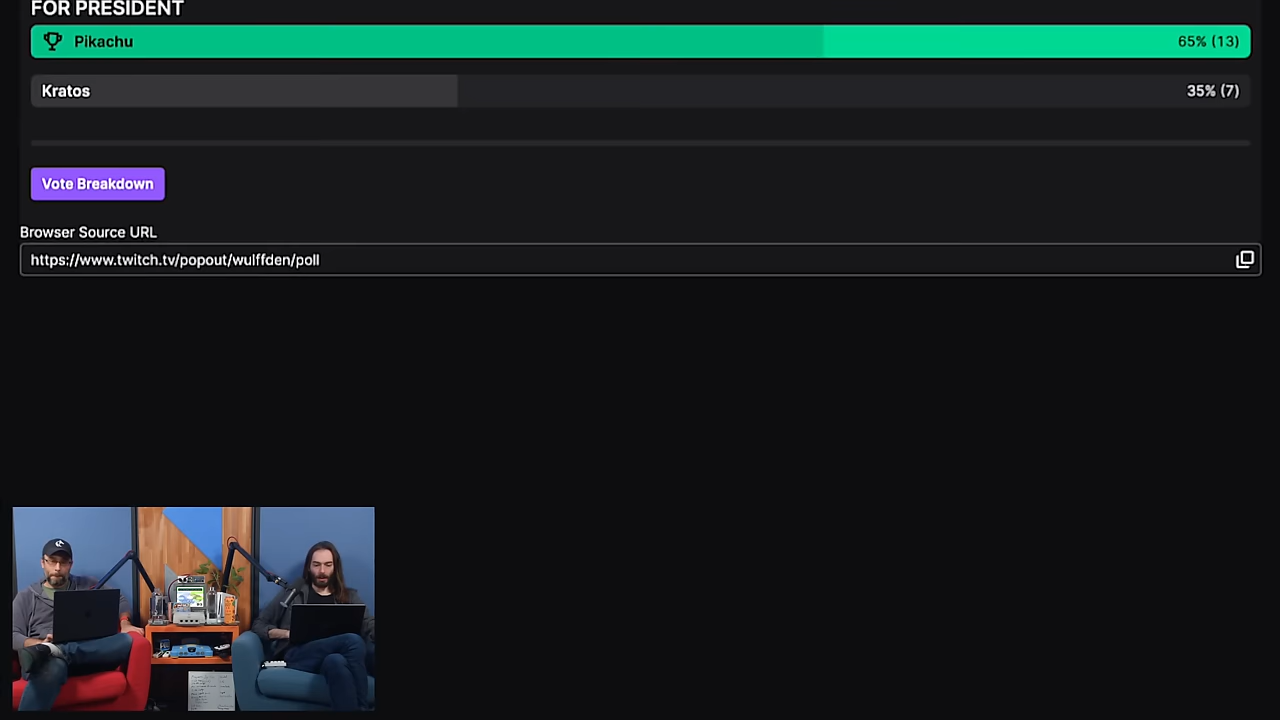 FOR PRESIDENT
Pikachu 65% (13)
Kratos 35% (7)
Vote Breakdown
Browser Source URL
https://www.twitch.tv/popout/wulffden/poll